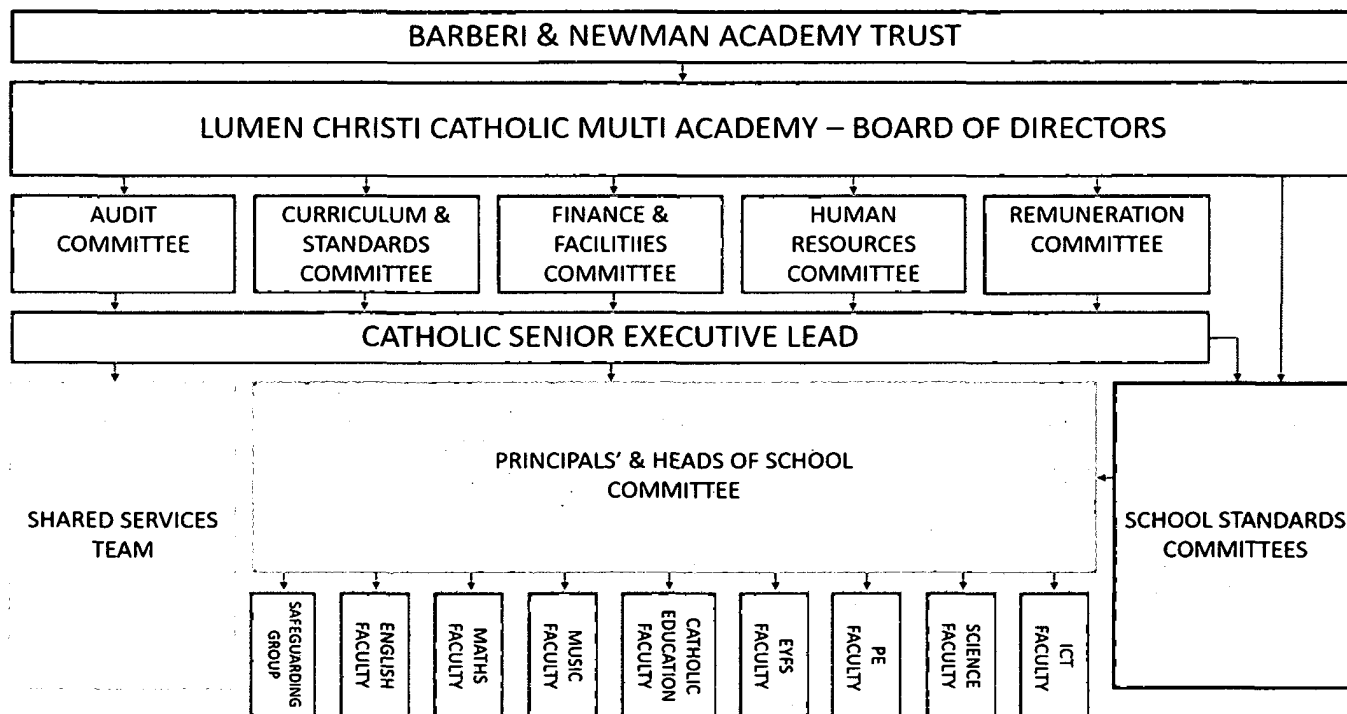 BARBERI & NEWMAN ACADEMY TRUST
LUMEN CHRISTI CATHOLIC MULTI ACADEMY – BOARD OF DIRECTORS
AUDIT
COMMITTEE
CURRICULUM &
STANDARDS
COMMITTEE
FINANCE &
FACILITIIES
COMMITTEE
HUMAN
RESOURCES
COMMITTEE
REMUNERATION
COMMITTEE
CATHOLIC SENIOR EXECUTIVE LEAD
SHARED SERVICES
TEAM
PRINCIPALS’ & HEADS OF SCHOOL
COMMITTEE
SCHOOL STANDARDS
COMMITTEES
SAFEGUARDING
GROUP
ENGLISH
FACULTY
MATHS
FACULTY
MUSIC
FACULTY
CATHOLIC
EDUCATION
FACULTY
EYFS
FACULTY
PE
FACULTY
SCIENCE
FACULTY
ICT
FACULTY